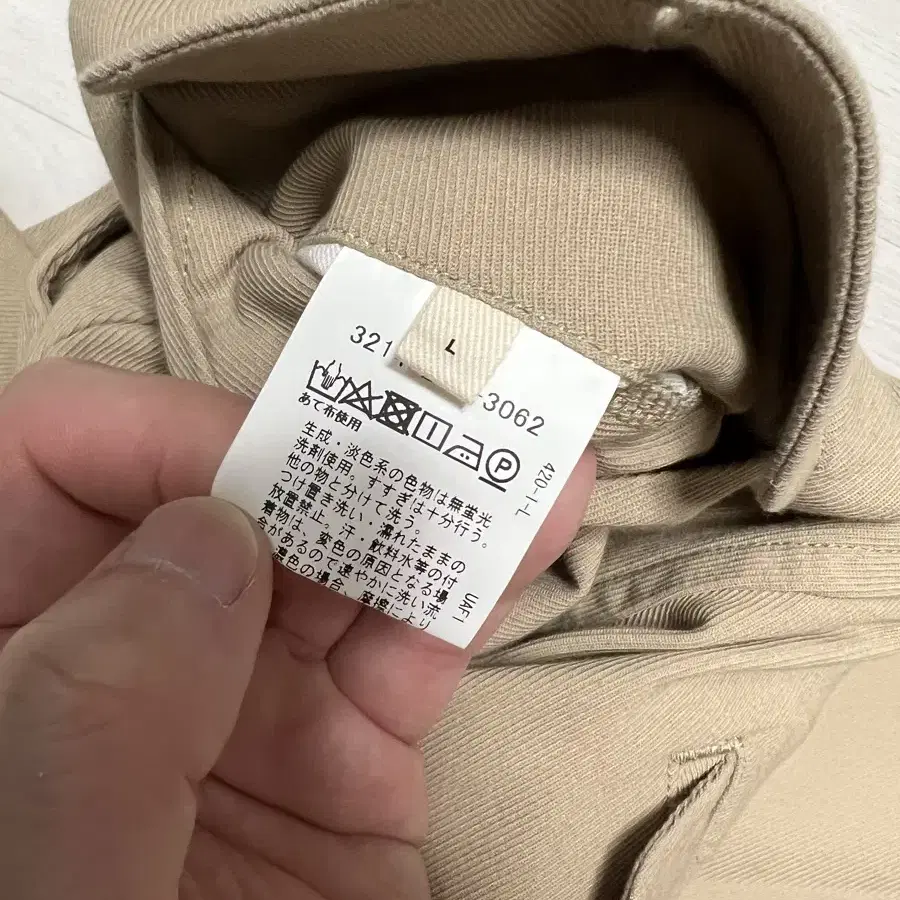 L
321
-3062
P
あて布使用
生成・淡色系の色物は無蛍光
洗剤使用。すすぎは十分行う。
他の物と分けて洗う。
つけ置き洗い・濡れたままの
放置禁止。汗・飲料水等の付
着物は、変色の原因となる場
合があるので速やかに洗い流
濃色の場合、摩擦により
420-I-L
UAF1